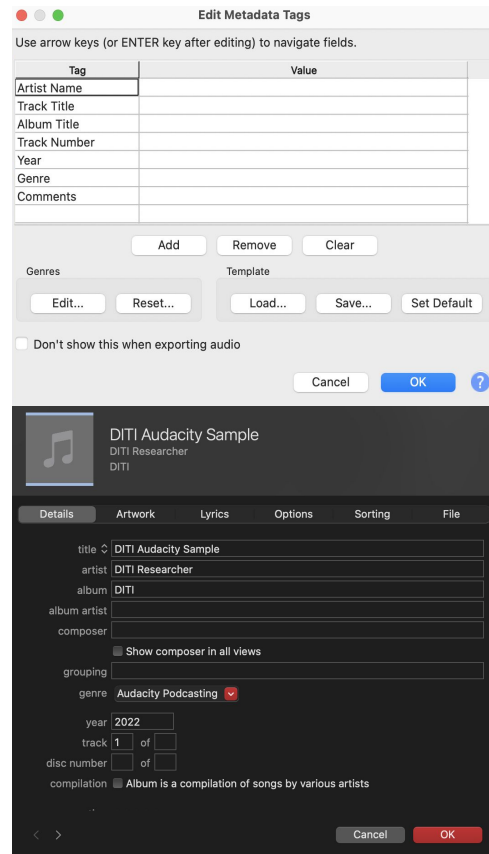 Edit Metadata Tags
Use arrow keys (or ENTER key after editing) to navigate fields.
Tag Value
Artist Name
Track Title
Album Title
Track Number
Year
Genre
Comments
Add Remove Clear
Genres Template
Edit... Reset... Load... Save... Set Default
Don't show this when exporting audio
Cancel OK ?
DITI Audacity Sample
DITI Researcher
DITI
Details Artwork Lyrics Options Sorting File
title DITI Audacity Sample
artist DITI Researcher
album DITI
album artist
composer
Show composer in all views
grouping
genre Audacity Podcasting
year 2022
track 1 of
disc number of
compilation Album is a compilation of songs by various artists
< > Cancel OK